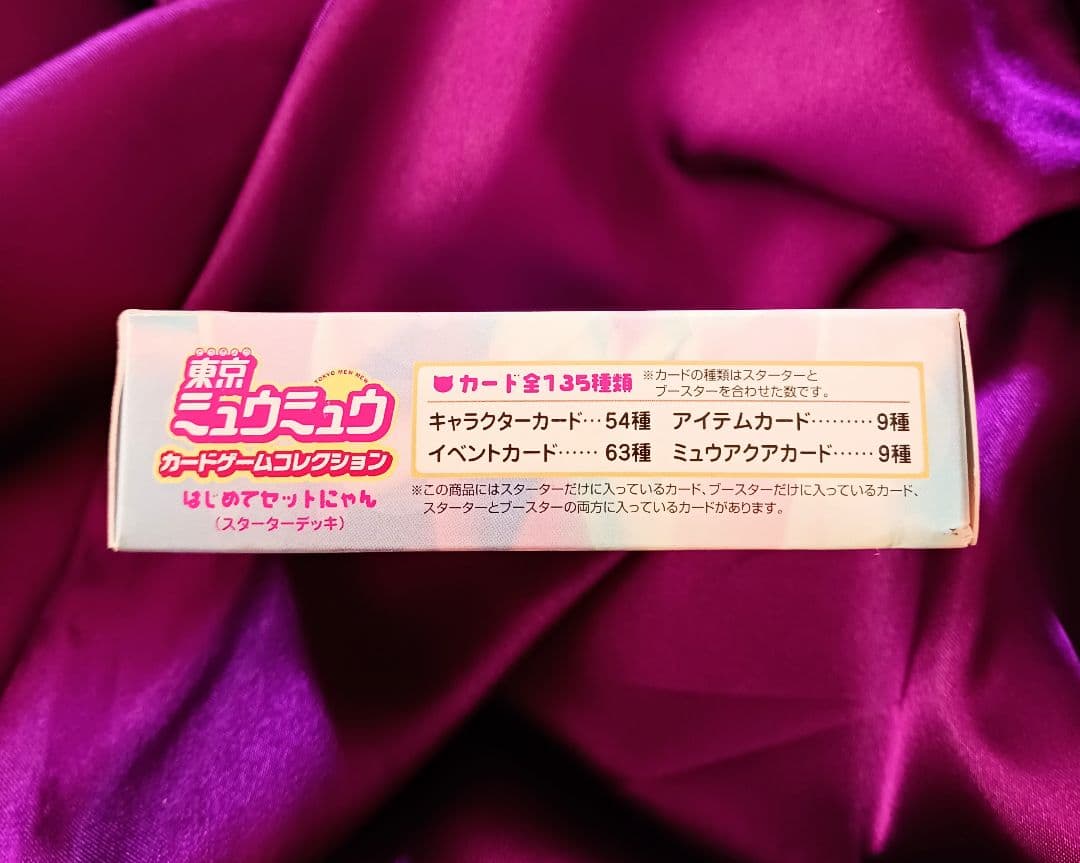 東京
TOKYO MEW MEW
ミュウミュウ
カードゲームコレクション
はじめてセットにゃん
(スターターデッキ)
カード全135種類 ※カードの種類はスターターと
ブースターを合わせた数です。
キャラクターカード…54種 アイテムカード………9種
イベントカード…… 63種 ミュウアクアカード……9種
※この商品にはスターターだけに入っているカード、ブースターだけに入っているカード、
スターターとブースターの両方に入っているカードがあります。